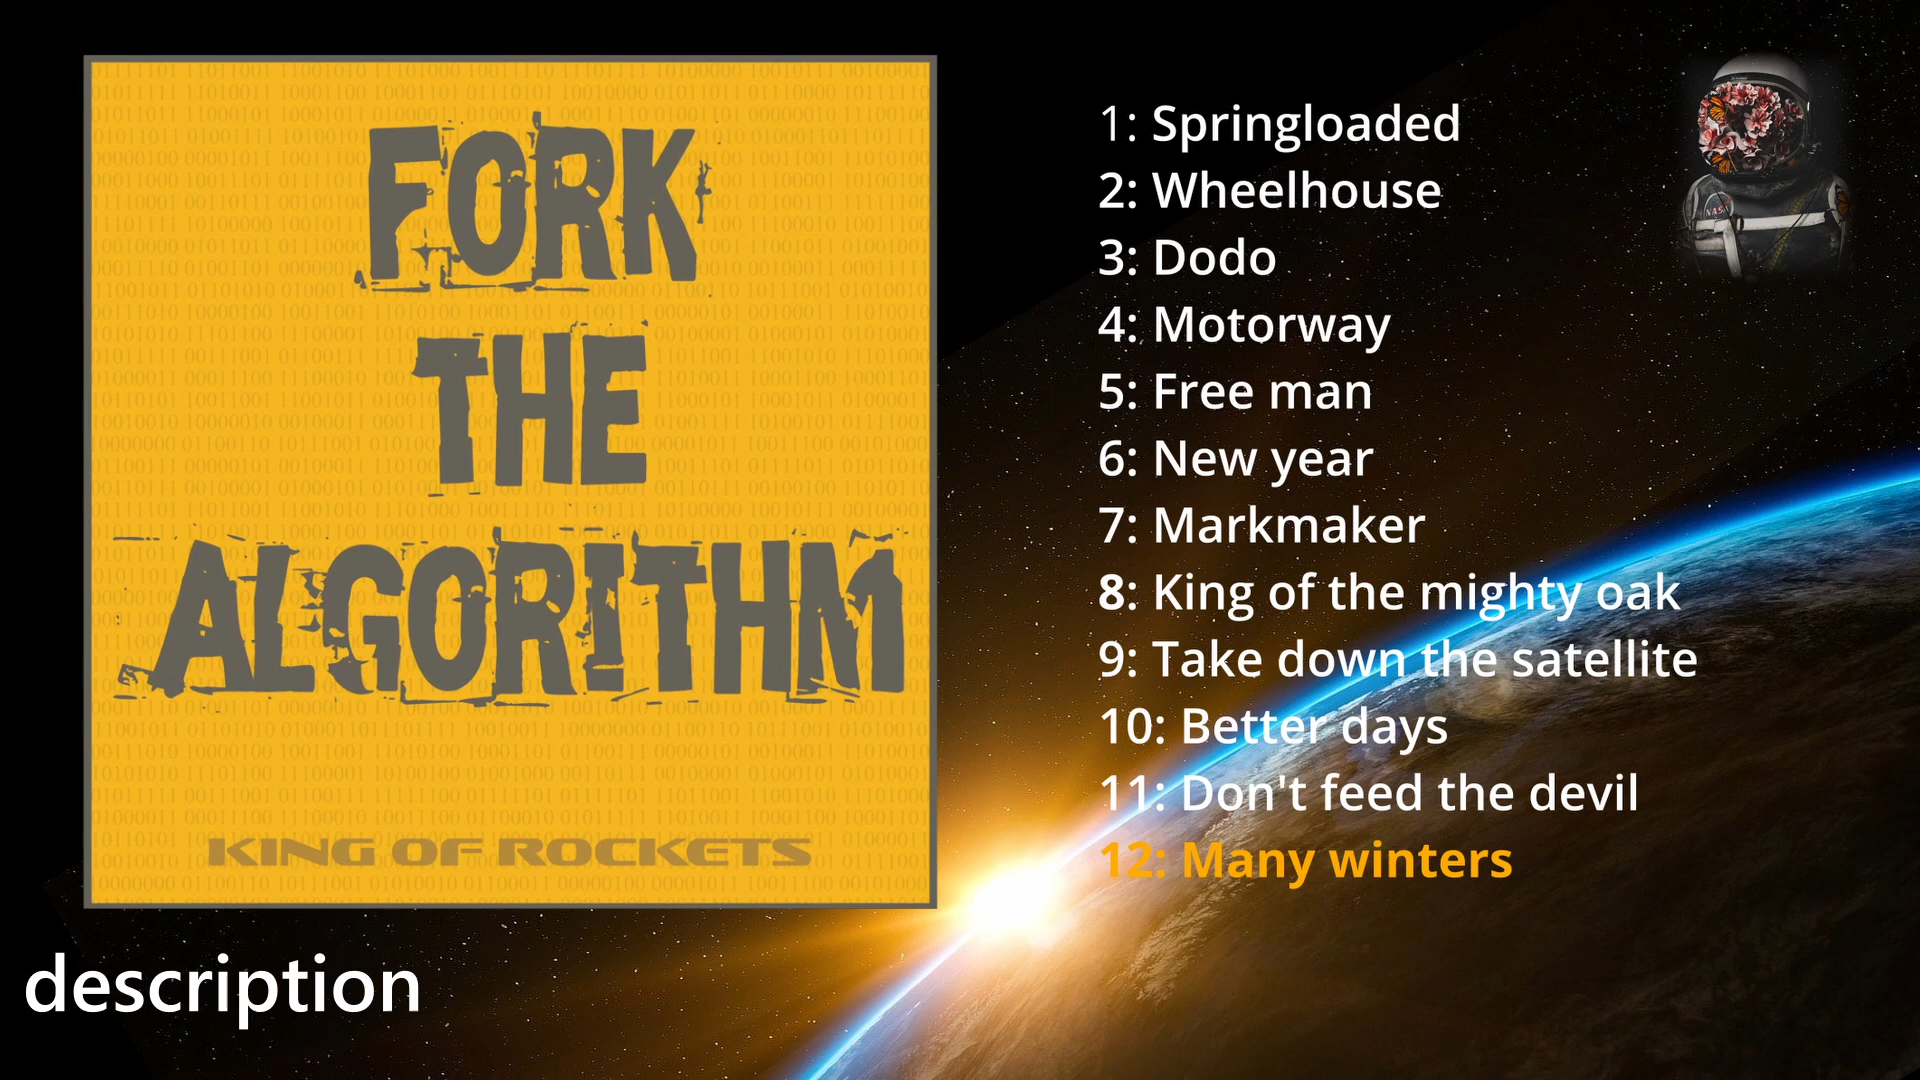 FORK
THE
ALGORITHM
KING OF ROCKETS
1: Springloaded
2: Wheelhouse
3: Dodo
4: Motorway
5: Free man
6: New year
7: Markmaker
8: King of the mighty oak
9: Take down the satellite
10: Better days
11: Don't feed the devil
12: Many winters
NASA
description